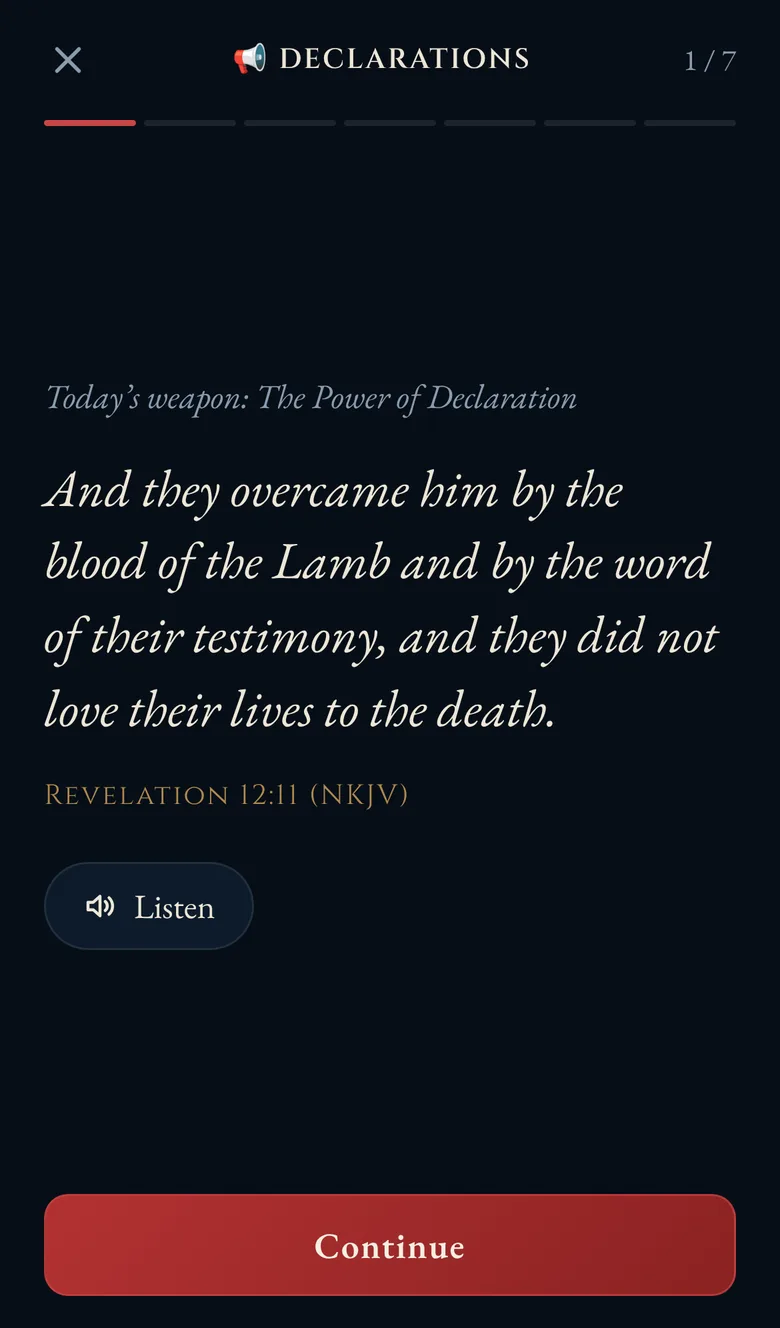 DECLARATIONS
1 / 7
Today's weapon: The Power of Declaration
And they overcame him by the
blood of the Lamb and by the word
of their testimony, and they did not
love their lives to the death.
Revelation 12:11 (NKJV)
Listen
Continue